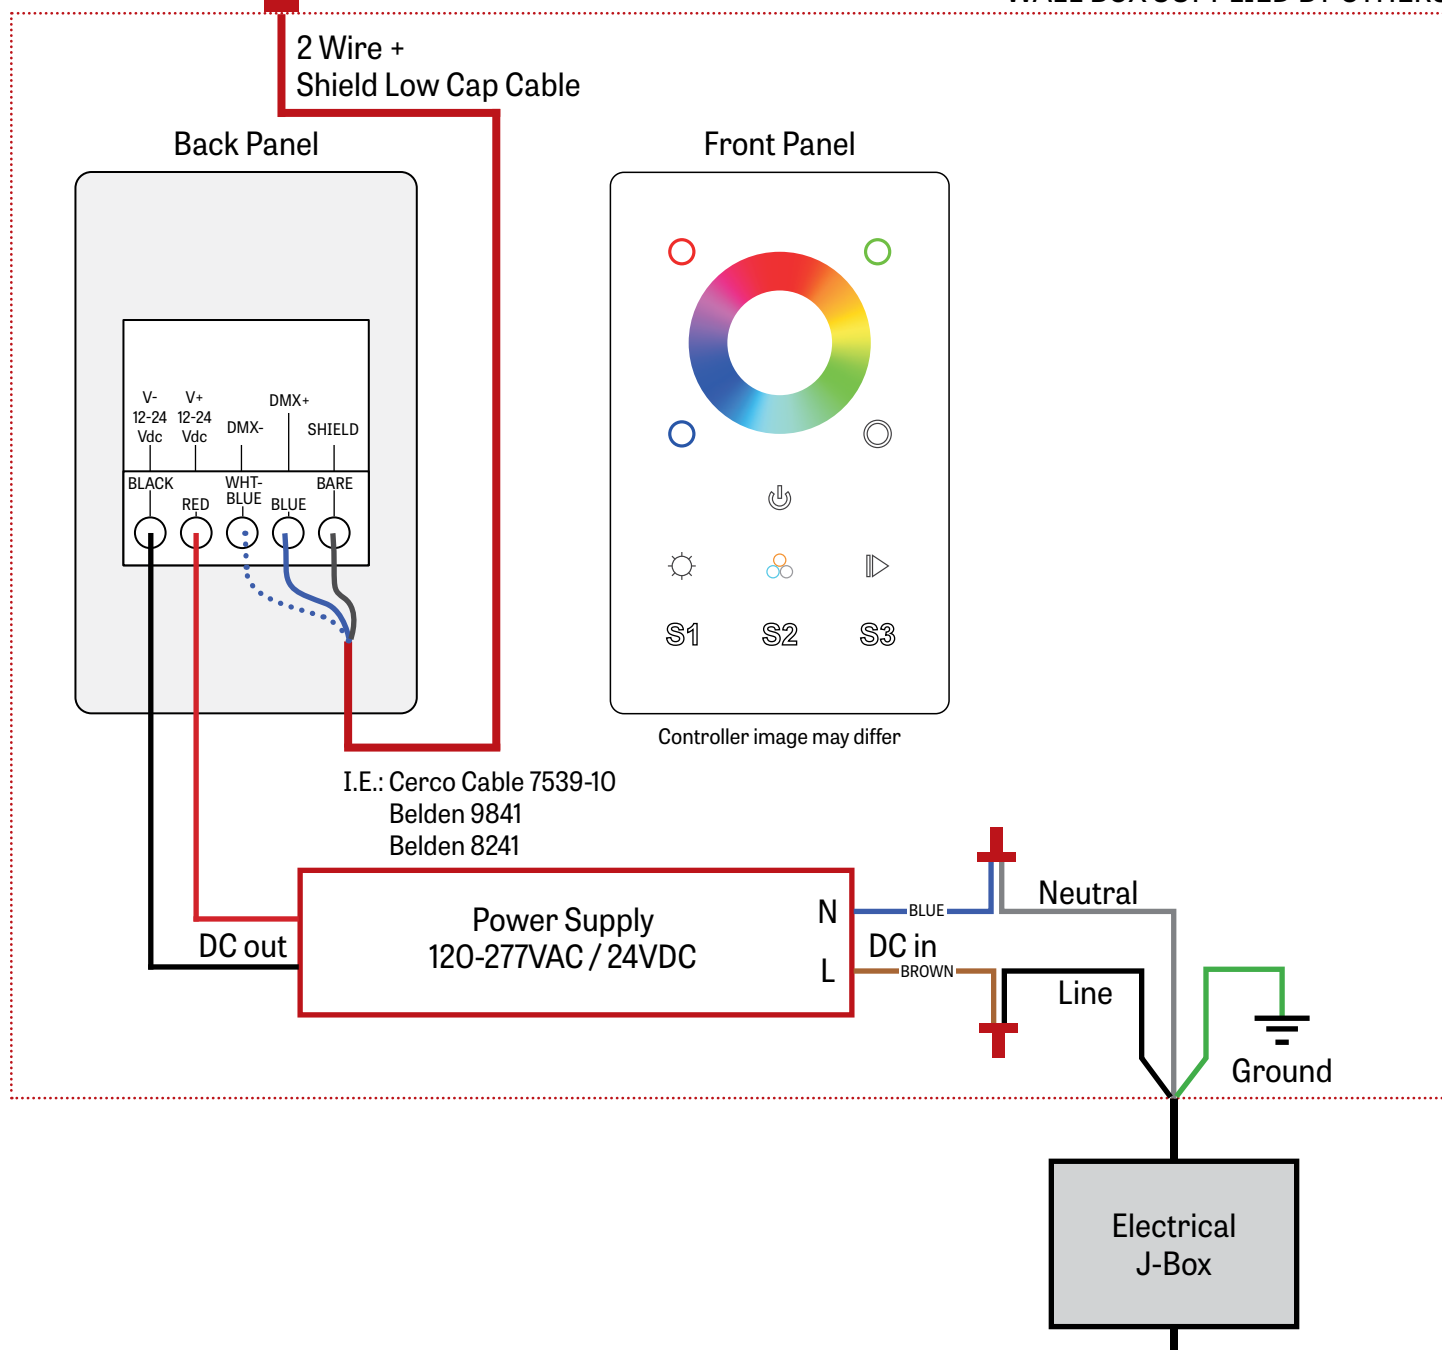 2 Wire +
Shield Low Cap Cable
Back Panel
Front Panel
V-
12-24
Vdc
V+
12-24
Vdc
DMX-
DMX+
SHIELD
BLACK
RED
WHT-
BLUE
BLUE
BARE
S1 S2 S3
Controller image may differ
I.E.: Cerco Cable 7539-10
Belden 9841
Belden 8241
Power Supply
120-277VAC / 24VDC
DC out
N
L
BLUE
DC in
BROWN
Neutral
Line
Ground
Electrical
J-Box